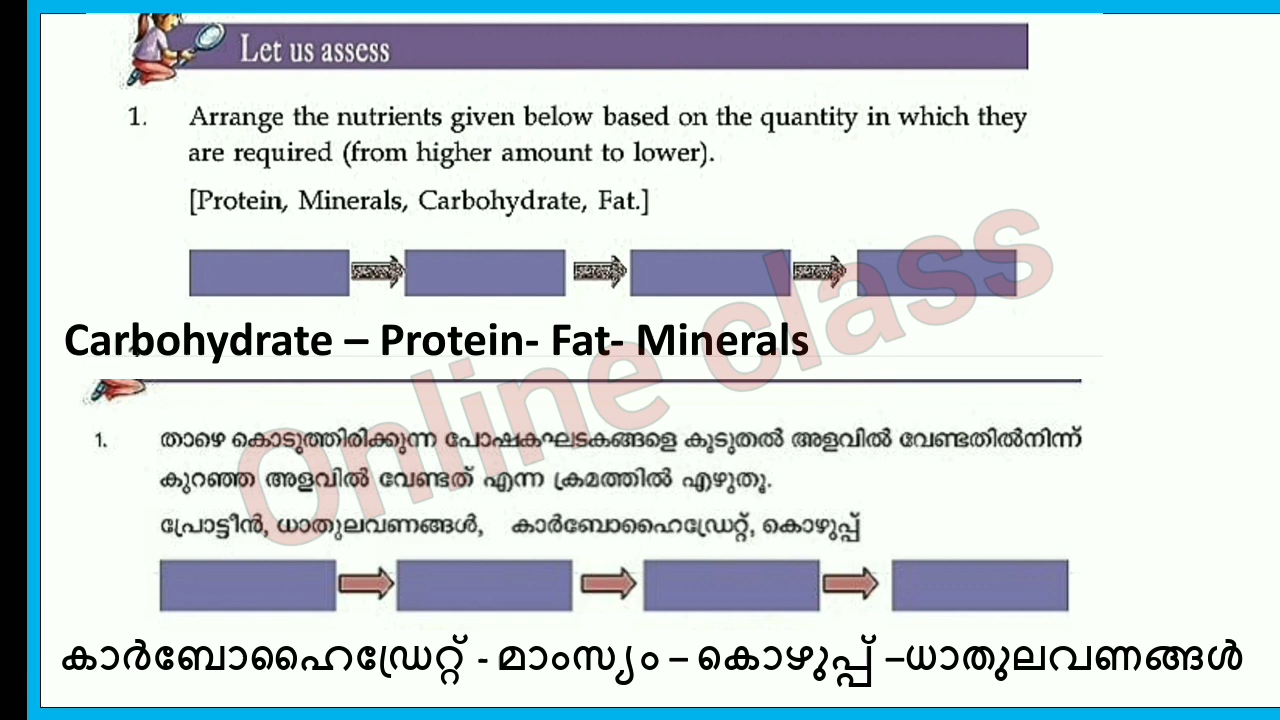 Let us assess
1. Arrange the nutrients given below based on the quantity in which they
are required (from higher amount to lower).
[Protein, Minerals, Carbohydrate, Fat.]
Carbohydrate – Protein- Fat- Minerals
Online class
1. താഴെ കൊടുത്തിരിക്കുന്ന പോഷകഘടകങ്ങളെ കൂടുതൽ അളവിൽ വേണ്ടതിൽനിന്ന്
കുറഞ്ഞ അളവിൽ വേണ്ടത് എന്ന ക്രമത്തിൽ എഴുതൂ.
പ്രോട്ടീൻ, ധാതുലവണങ്ങൾ, കാർബോഹൈഡ്രേറ്റ്, കൊഴുപ്പ്
കാർബോഹൈഡ്രേറ്റ് - മാംസ്യം – കൊഴുപ്പ് –ധാതുലവണങ്ങൾ